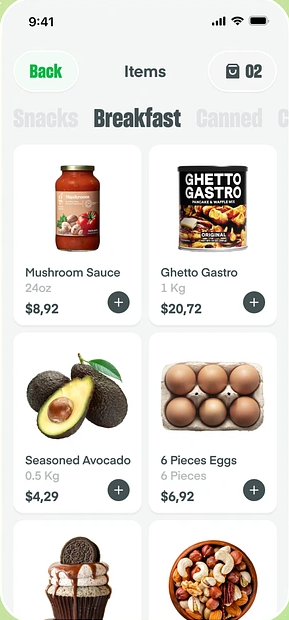 9:41
Back Items 02
Snacks Breakfast Canned C
Mushrooms
GHETTO
GASTRO
PANCAKE & WAFFLE MIX
ORIGINAL
Mushroom Sauce Ghetto Gastro
24oz 1 Kg
$8,92 $20,72
Seasoned Avocado 6 Pieces Eggs
0.5 Kg 6 Pieces
$4,29 $6,92